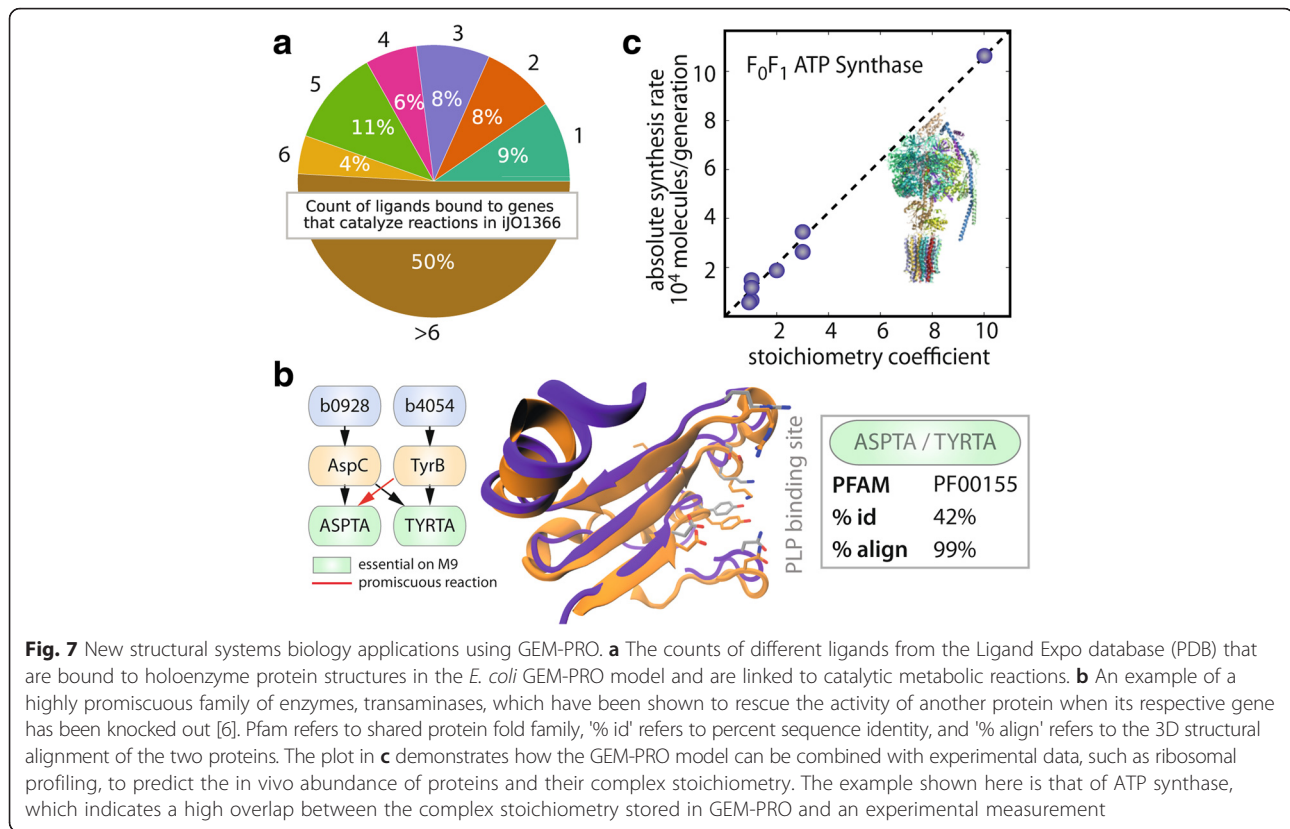 a
4
3
2
5
6%
8%
8%
1
11%
9%
6
4%
Count of ligands bound to genes
that catalyze reactions in iJO1366
50%
>6
c
F0F1 ATP Synthase
absolute synthesis rate
10^4 molecules/generation
10
8
6
4
2
2
4
6
8
10
stoichiometry coefficient
b
b0928
b4054
AspC
TyrB
ASPTA
TYRTA
essential on M9
promiscuous reaction
PLP binding site
ASPTA / TYRTA
PFAM PF00155
% id 42%
% align 99%
Fig. 7 New structural systems biology applications using GEM-PRO. a The counts of different ligands from the Ligand Expo database (PDB) that
are bound to holoenzyme protein structures in the E. coli GEM-PRO model and are linked to catalytic metabolic reactions. b An example of a
highly promiscuous family of enzymes, transaminases, which have been shown to rescue the activity of another protein when its respective gene
has been knocked out [6]. Pfam refers to shared protein fold family, '% id' refers to percent sequence identity, and '% align' refers to the 3D structural
alignment of the two proteins. The plot in c demonstrates how the GEM-PRO model can be combined with experimental data, such as ribosomal
profiling, to predict the in vivo abundance of proteins and their complex stoichiometry. The example shown here is that of ATP synthase,
which indicates a high overlap between the complex stoichiometry stored in GEM-PRO and an experimental measurement